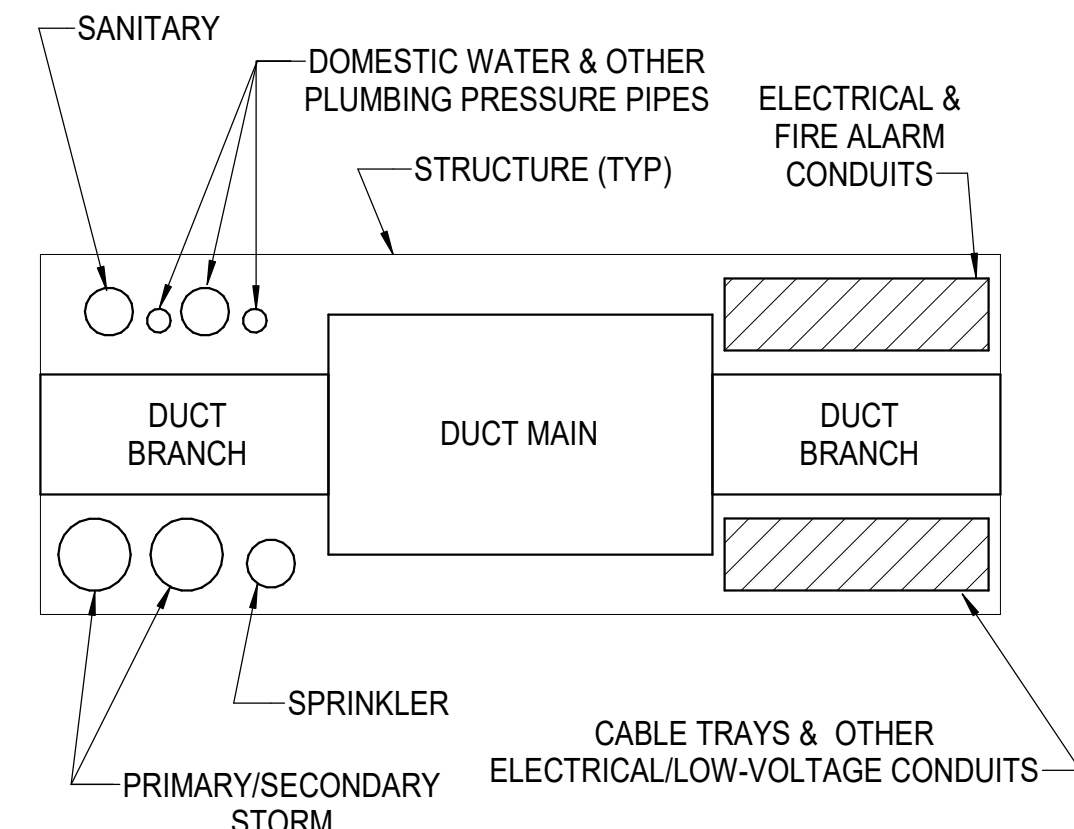 SANITARY
DOMESTIC WATER & OTHER
PLUMBING PRESSURE PIPES
ELECTRICAL &
FIRE ALARM
CONDUITS
STRUCTURE (TYP)
DUCT
BRANCH
DUCT MAIN
DUCT
BRANCH
SPRINKLER
CABLE TRAYS & OTHER
ELECTRICAL/LOW-VOLTAGE CONDUITS
PRIMARY/SECONDARY
STORM